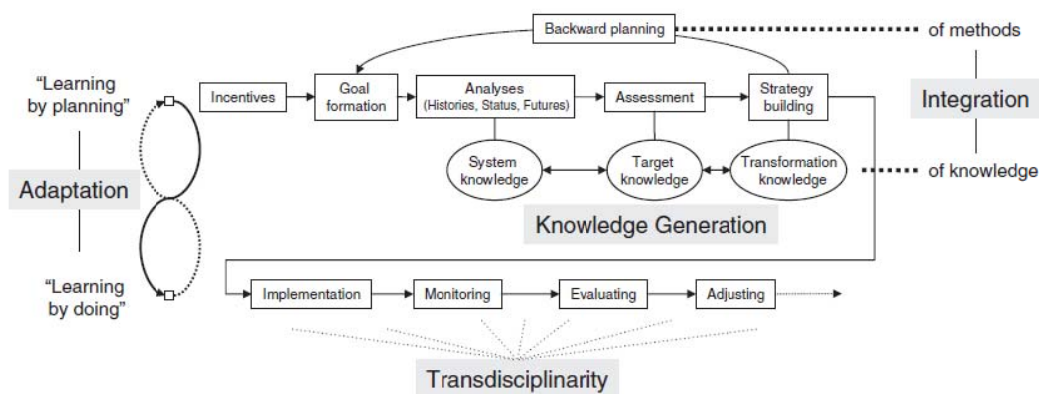 Backward planning
of methods
"Learning
by planning"
Incentives
Goal
formation
Analyses
(Histories, Status, Futures)
Assessment
Strategy
building
Integration
System
knowledge
Target
knowledge
Transformation
knowledge
of knowledge
Adaptation
Knowledge Generation
"Learning
by doing"
Implementation
Monitoring
Evaluating
Adjusting
Transdisciplinarity